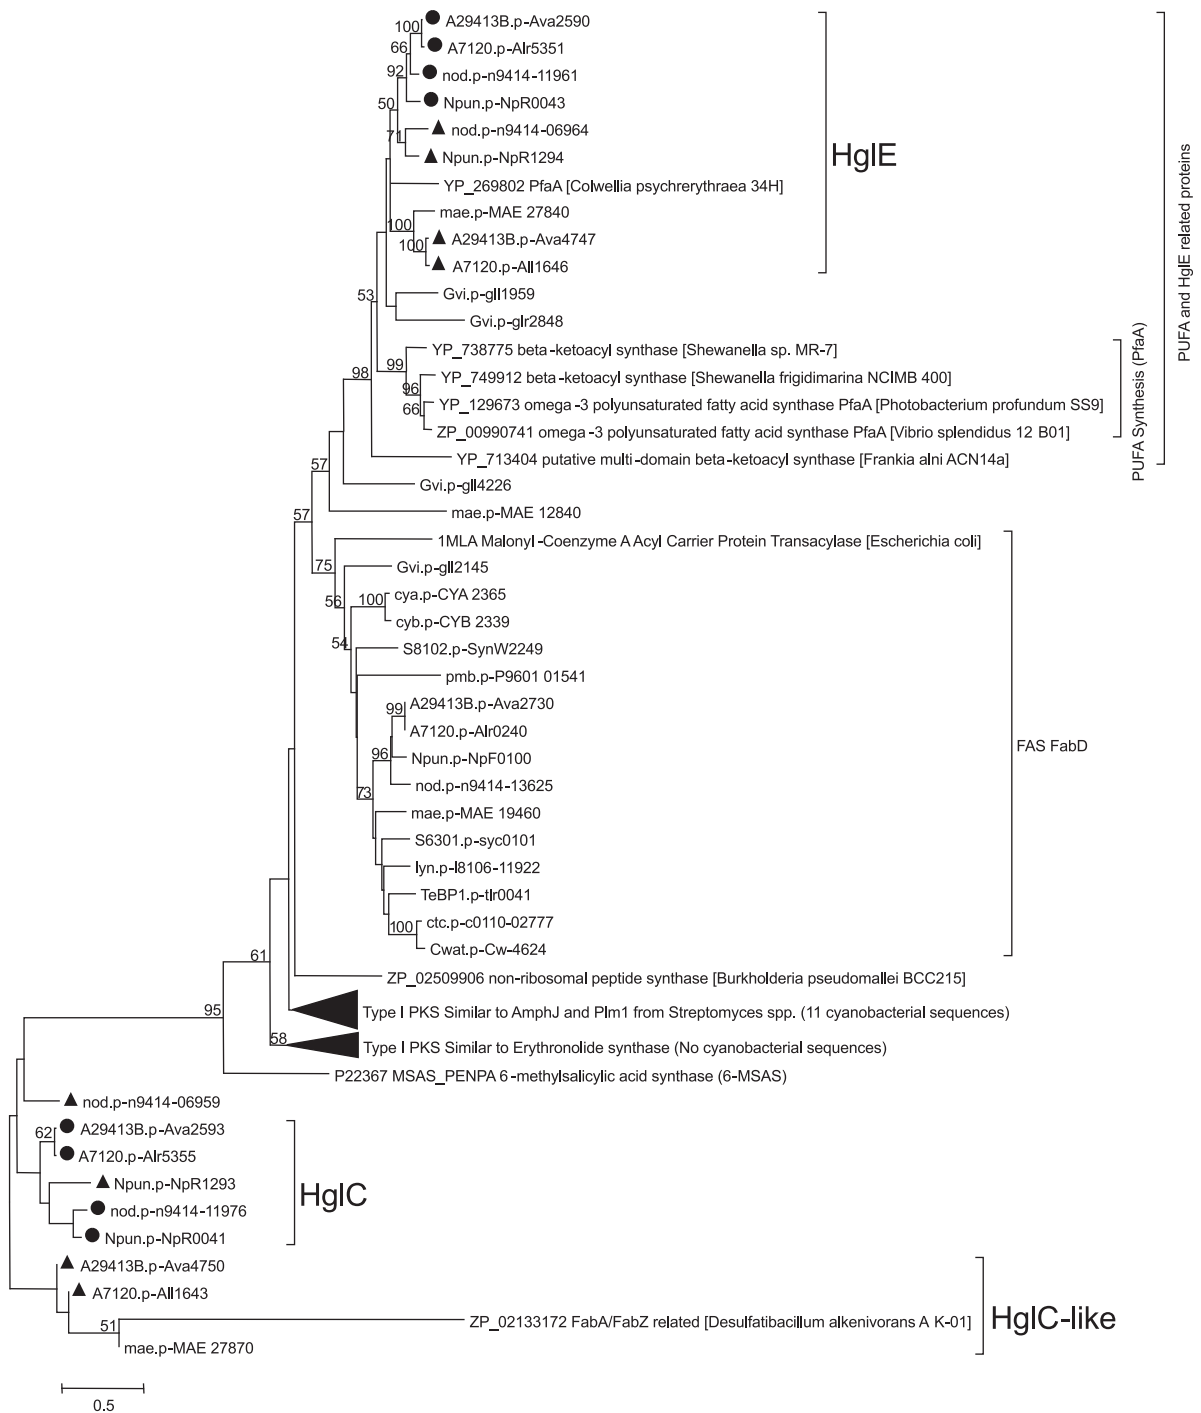 100
A29413B.p-Ava2590
66
A7120.p-Alr5351
92
nod.p-n9414-11961
50
Npun.p-NpR0043
71
nod.p-n9414-06964
Npun.p-NpR1294
HglE
YP_269802 PfaA [Colwellia psychrerythraea 34H]
mae.p-MAE 27840
100
A29413B.p-Ava4747
100
A7120.p-All1646
PUFA and HglE related proteins
53
Gvi.p-gll1959
Gvi.p-glr2848
YP_738775 beta-ketoacyl synthase [Shewanella sp. MR-7]
99
98
YP_749912 beta-ketoacyl synthase [Shewanella frigidimarina NCIMB 400]
96
66
YP_129673 omega-3 polyunsaturated fatty acid synthase PfaA [Photobacterium profundum SS9]
ZP_00990741 omega-3 polyunsaturated fatty acid synthase PfaA [Vibrio splendidus 12 B01]
PUFA Synthesis (PfaA)
YP_713404 putative multi-domain beta-ketoacyl synthase [Frankia alni ACN14a]
57
Gvi.p-gll4226
57
mae.p-MAE 12840
1MLA Malonyl-Coenzyme A Acyl Carrier Protein Transacylase [Escherichia coli]
75
Gvi.p-gll2145
56
100
cya.p-CYA 2365
cyb.p-CYB 2339
54
S8102.p-SynW2249
pmb.p-P9601 01541
99
A29413B.p-Ava2730
A7120.p-Alr0240
FAS FabD
96
Npun.p-NpF0100
73
nod.p-n9414-13625
mae.p-MAE 19460
S6301.p-syc0101
lyn.p-l8106-11922
TeBP1.p-tlr0041
100
ctc.p-c0110-02777
Cwat.p-Cw-4624
61
ZP_02509906 non-ribosomal peptide synthase [Burkholderia pseudomallei BCC215]
95
Type I PKS Similar to AmphJ and Plm1 from Streptomyces spp. (11 cyanobacterial sequences)
58
Type I PKS Similar to Erythronolide synthase (No cyanobacterial sequences)
P22367 MSAS_PENPA 6-methylsalicylic acid synthase (6-MSAS)
nod.p-n9414-06959
62
A29413B.p-Ava2593
A7120.p-Alr5355
Npun.p-NpR1293
HglC
nod.p-n9414-11976
Npun.p-NpR0041
A29413B.p-Ava4750
A7120.p-All1643
51
ZP_02133172 FabA/FabZ related [Desulfatibacillum alkenivorans A K-01]
HglC-like
mae.p-MAE 27870
0.5